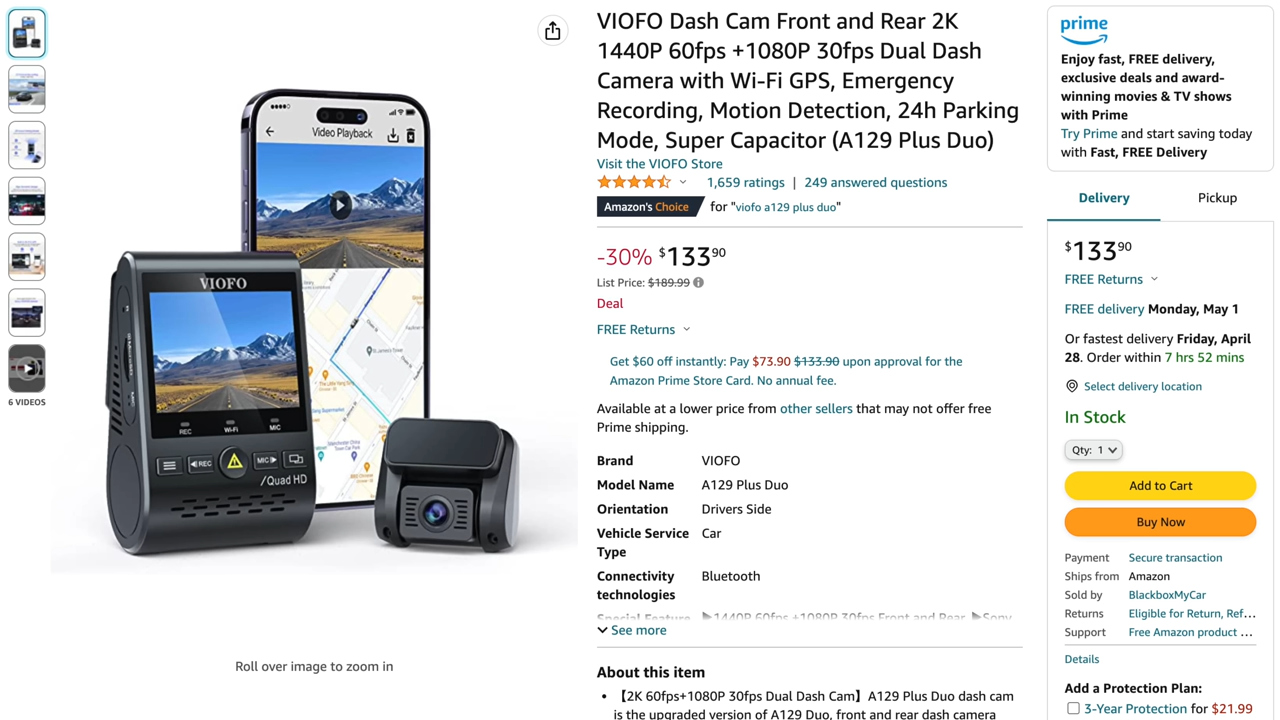 6 VIDEOS
Video Playback
VIOFO
REC
Wi-Fi
MIC
REC
MIC
/Quad HD
Roll over image to zoom in
VIOFO Dash Cam Front and Rear 2K
1440P 60fps +1080P 30fps Dual Dash
Camera with Wi-Fi GPS, Emergency
Recording, Motion Detection, 24h Parking
Mode, Super Capacitor (A129 Plus Duo)
Visit the VIOFO Store
1,659 ratings | 249 answered questions
Amazon's Choice for "viofo a129 plus duo"
-30% $133 90
List Price: $189.99
Deal
FREE Returns
Get $60 off instantly: Pay $73.90 $133.90 upon approval for the
Amazon Prime Store Card. No annual fee.
Available at a lower price from other sellers that may not offer free
Prime shipping.
Brand VIOFO
Model Name A129 Plus Duo
Orientation Drivers Side
Vehicle Service Car
Type
Connectivity Bluetooth
technologies
Special Feature ▶1440P 60fps +1080P 30fps Front and Rear ▶Sony
See more
About this item
• 【2K 60fps+1080P 30fps Dual Dash Cam】A129 Plus Duo dash cam
is the upgraded version of A129 Duo, front and rear dash camera
prime
Enjoy fast, FREE delivery,
exclusive deals and award-
winning movies & TV shows
with Prime
Try Prime and start saving today
with Fast, FREE Delivery
Delivery Pickup
$133 90
FREE Returns
FREE delivery Monday, May 1
Or fastest delivery Friday, April
28. Order within 7 hrs 52 mins
Select delivery location
In Stock
Qty: 1
Add to Cart
Buy Now
Payment Secure transaction
Ships from Amazon
Sold by BlackboxMyCar
Returns Eligible for Return, Ref…
Support Free Amazon product …
Details
Add a Protection Plan:
3-Year Protection for $21.99